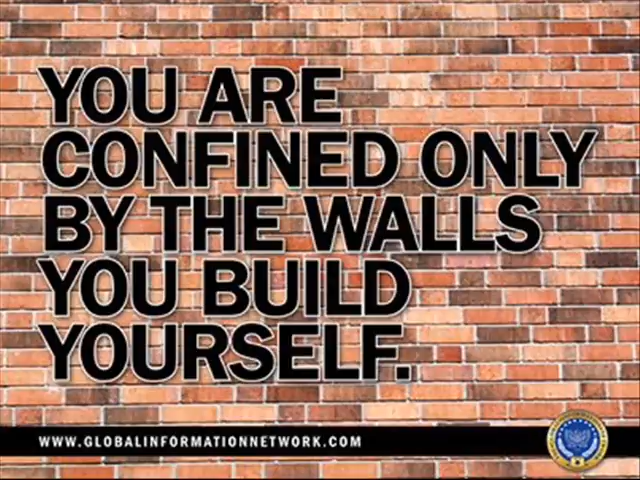 YOU ARE
CONFINED ONLY
BY THE WALLS
YOU BUILD
YOURSELF.
WWW.GLOBALINFORMATIONNETWORK.COM